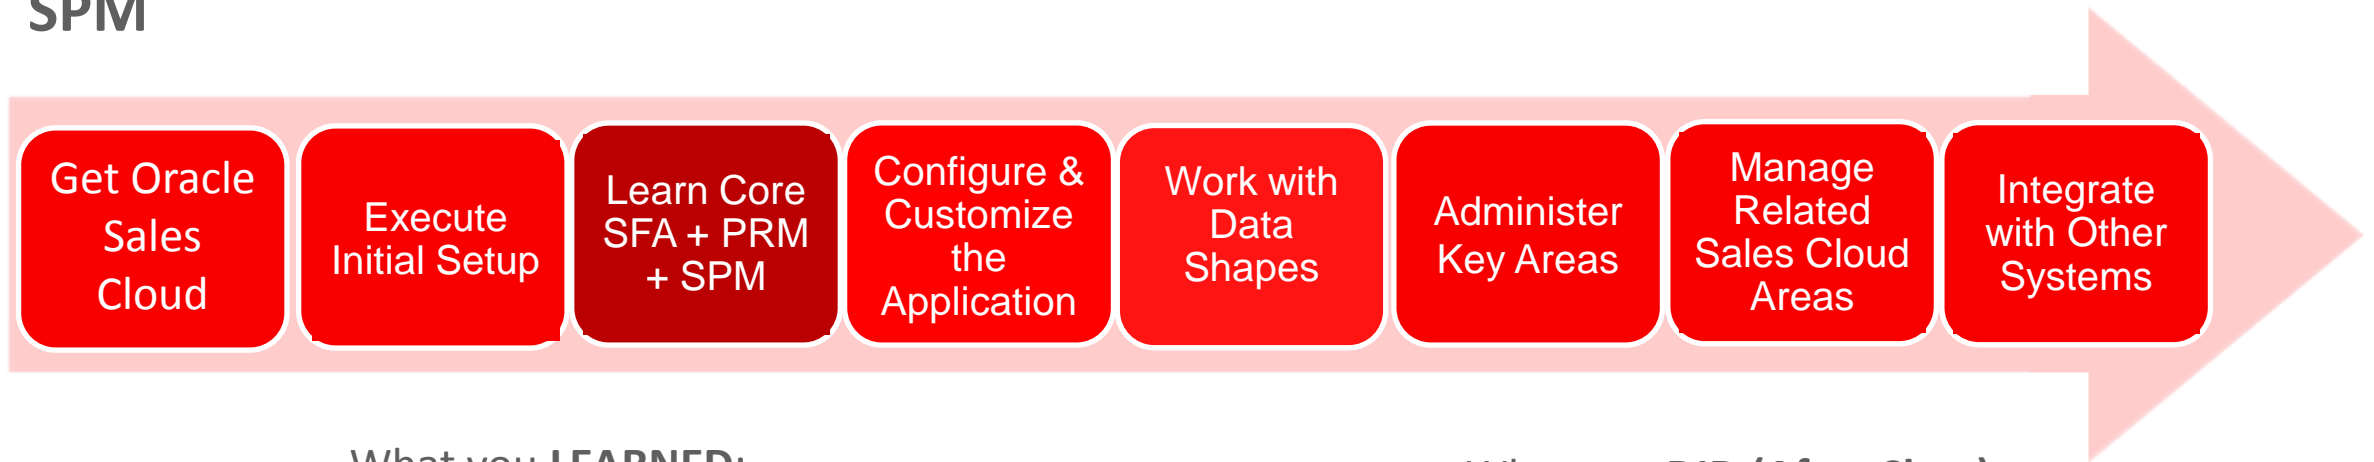 SPM
Get Oracle
Sales
Cloud
Execute
Initial Setup
Learn Core
SFA + PRM
+ SPM
Configure &
Customize
the
Application
Work with
Data
Shapes
Administer
Key Areas
Manage
Related
Sales Cloud
Areas
Integrate
with Other
Systems
What you LEARNED: